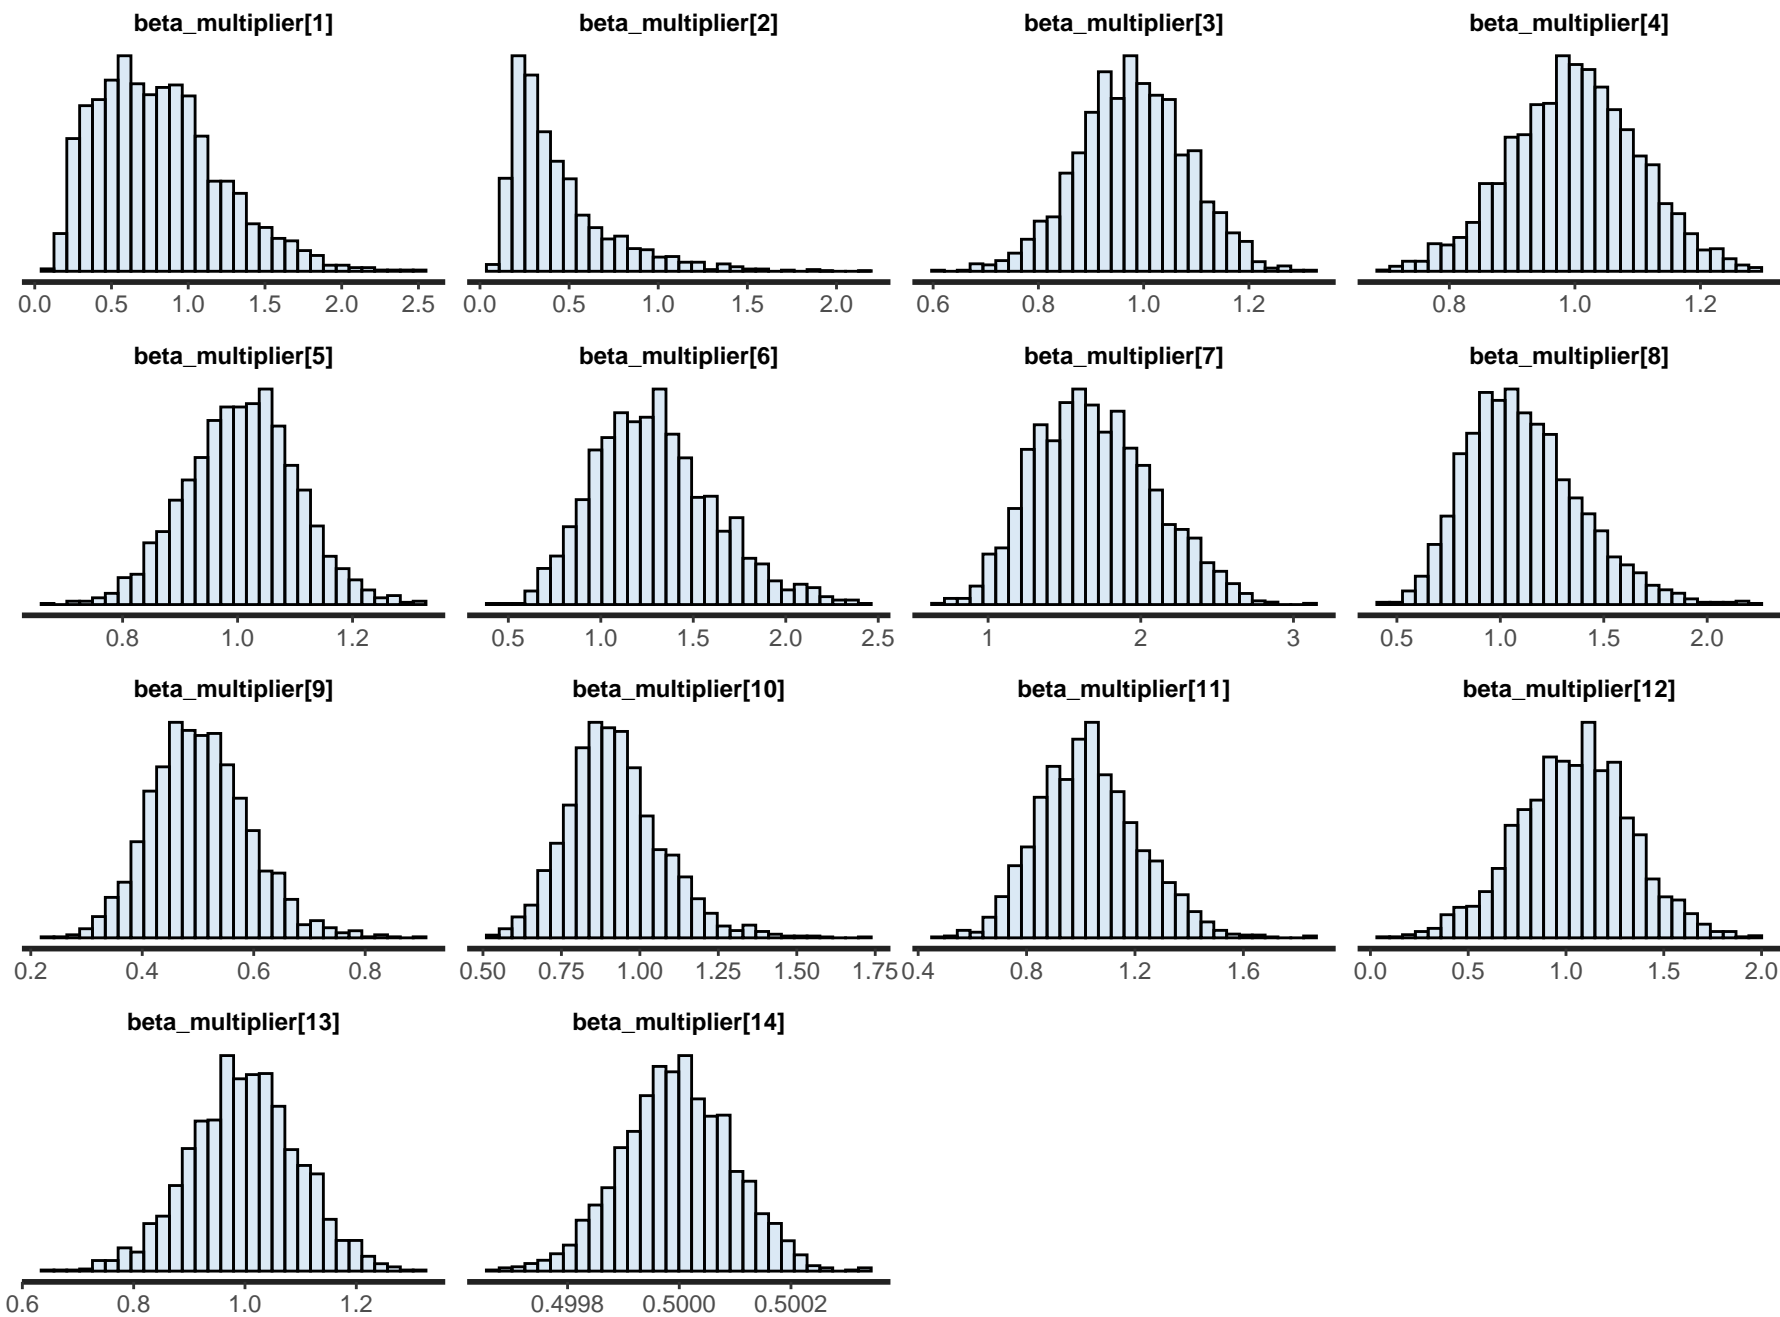 beta_multiplier[1] beta_multiplier[2] beta_multiplier[3] beta_multiplier[4]
0.0 0.5 1.0 1.5 2.0 2.5 0.0 0.5 1.0 1.5 2.0 0.6 0.8 1.0 1.2 0.8 1.0 1.2
beta_multiplier[5] beta_multiplier[6] beta_multiplier[7] beta_multiplier[8]
0.8 1.0 1.2 0.5 1.0 1.5 2.0 2.5 1 2 3 0.5 1.0 1.5 2.0
beta_multiplier[9] beta_multiplier[10] beta_multiplier[11] beta_multiplier[12]
0.2 0.4 0.6 0.8 0.50 0.75 1.00 1.25 1.50 1.75 0.4 0.8 1.2 1.6 0.0 0.5 1.0 1.5 2.0
beta_multiplier[13] beta_multiplier[14]
0.6 0.8 1.0 1.2 0.4998 0.5000 0.5002